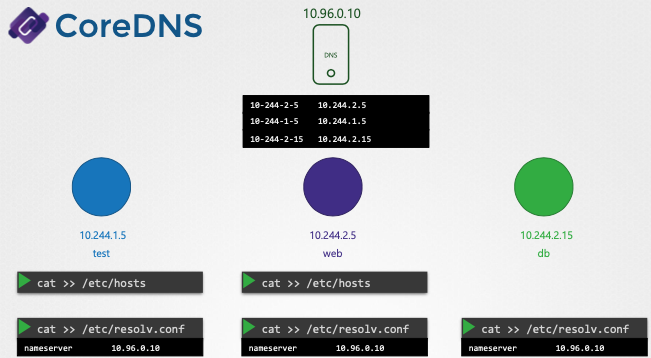 CoreDNS
10.96.0.10
DNS
10-244-2-5 10.244.2.5
10-244-1-5 10.244.1.5
10-244-2-15 10.244.2.15
10.244.1.5
test
10.244.2.5
web
10.244.2.15
db
cat >> /etc/hosts
cat >> /etc/hosts
cat >> /etc/resolv.conf
nameserver 10.96.0.10
cat >> /etc/resolv.conf
nameserver 10.96.0.10
cat >> /etc/resolv.conf
nameserver 10.96.0.10